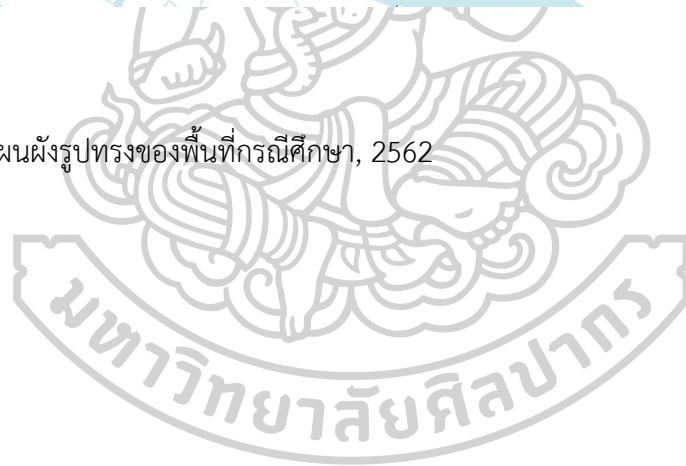 ผนผังรูปทรงของพื้นที่กรณีศึกษา, 2562
มหาวิทยาลัยศิลปากร